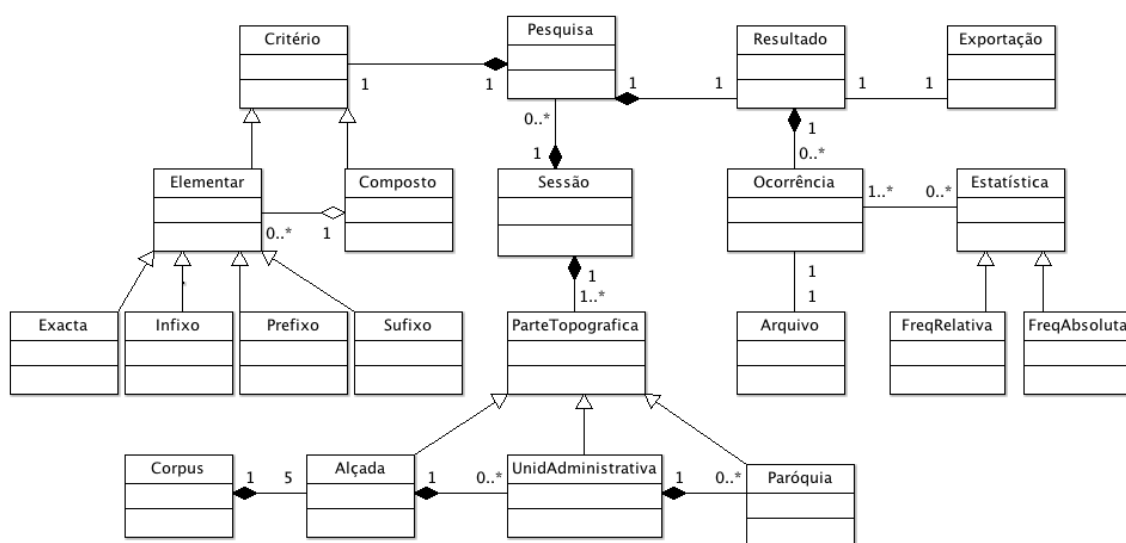 Critério
Pesquisa
Resultado
Exportação
1
1
1
1
1
1
0..*
1
1
0..*
Elementar
Composto
Sessão
Ocorrência
Estatística
0..*
1
1..*
0..*
1
1..*
1
1
Exacta
Infixo
Prefixo
Sufixo
ParteTopografica
Arquivo
FreqRelativa
FreqAbsoluta
Corpus
1
5
Alçada
1
0..*
UnidAdministrativa
1
0..*
Paróquia